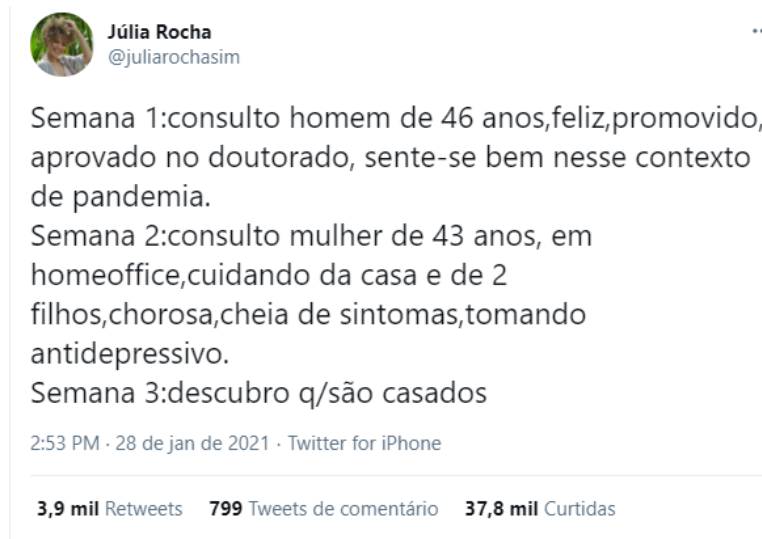 Júlia Rocha
@juliarochasim
Semana 1:consulto homem de 46 anos,feliz,promovido,
aprovado no doutorado, sente-se bem nesse contexto
de pandemia.
Semana 2:consulto mulher de 43 anos, em
homeoffice,cuidando da casa e de 2
filhos,chorosa,cheia de sintomas,tomando
antidepressivo.
Semana 3:descubro q/são casados
2:53 PM · 28 de jan de 2021 · Twitter for iPhone
3,9 mil Retweets 799 Tweets de comentário 37,8 mil Curtidas